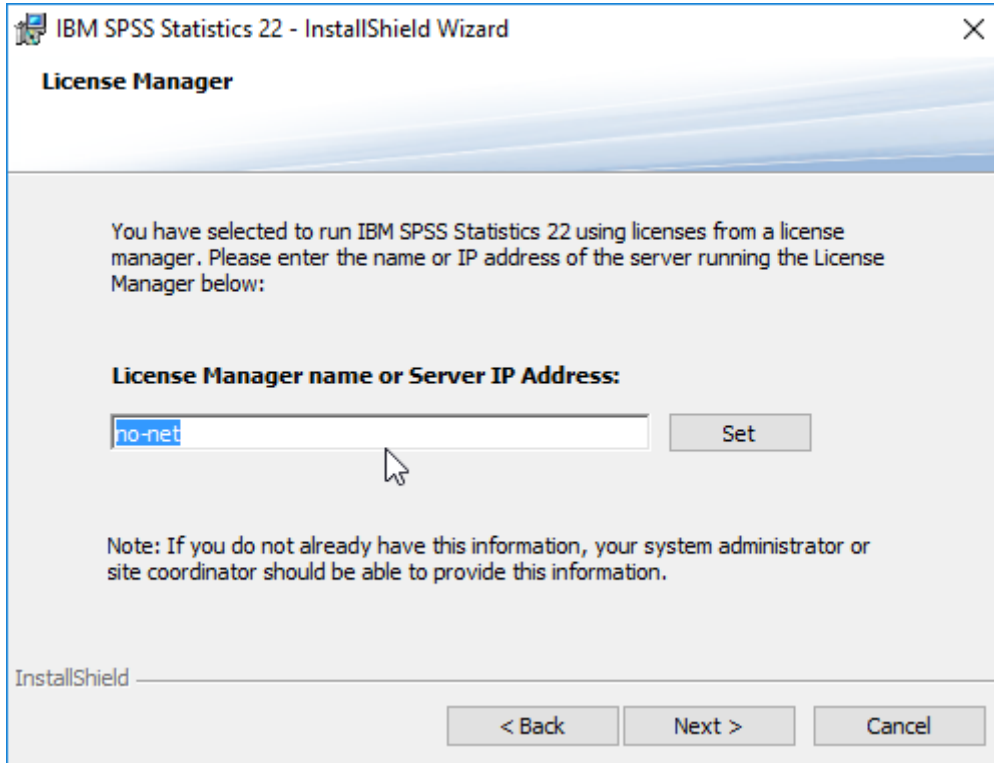 IBM SPSS Statistics 22 - InstallShield Wizard
License Manager
You have selected to run IBM SPSS Statistics 22 using licenses from a license
manager. Please enter the name or IP address of the server running the License
Manager below:
License Manager name or Server IP Address:
no-net
Set
Note: If you do not already have this information, your system administrator or
site coordinator should be able to provide this information.
InstallShield
< Back
Next >
Cancel